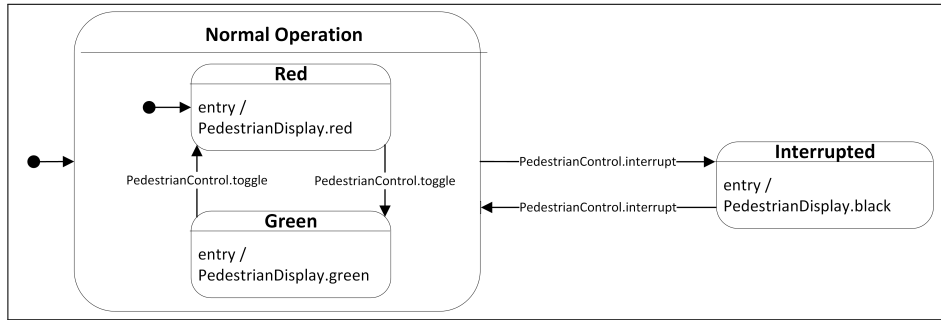 Normal Operation
Red
entry /
PedestrianDisplay.red
PedestrianControl.toggle
PedestrianControl.toggle
Green
entry /
PedestrianDisplay.green
PedestrianControl.interrupt
PedestrianControl.interrupt
Interrupted
entry /
PedestrianDisplay.black